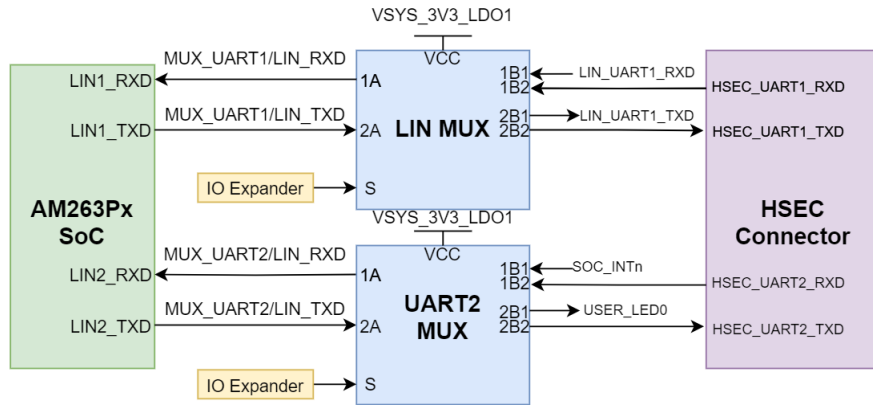 VSYS_3V3_LDO1
MUX_UART1/LIN_RXD
VCC
LIN1_RXD
1A
1B1
LIN_UART1_RXD
1B2
HSEC_UART1_RXD
MUX_UART1/LIN_TXD
2B1
LIN_UART1_TXD
LIN1_TXD
2A
LIN MUX
2B2
HSEC_UART1_TXD
IO Expander
S
AM263Px
SoC
HSEC
Connector
VSYS_3V3_LDO1
MUX_UART2/LIN_RXD
VCC
LIN2_RXD
1A
1B1
SOC_INTn
1B2
HSEC_UART2_RXD
MUX_UART2/LIN_TXD
UART2
MUX
2B1
USER_LED0
LIN2_TXD
2A
2B2
HSEC_UART2_TXD
IO Expander
S